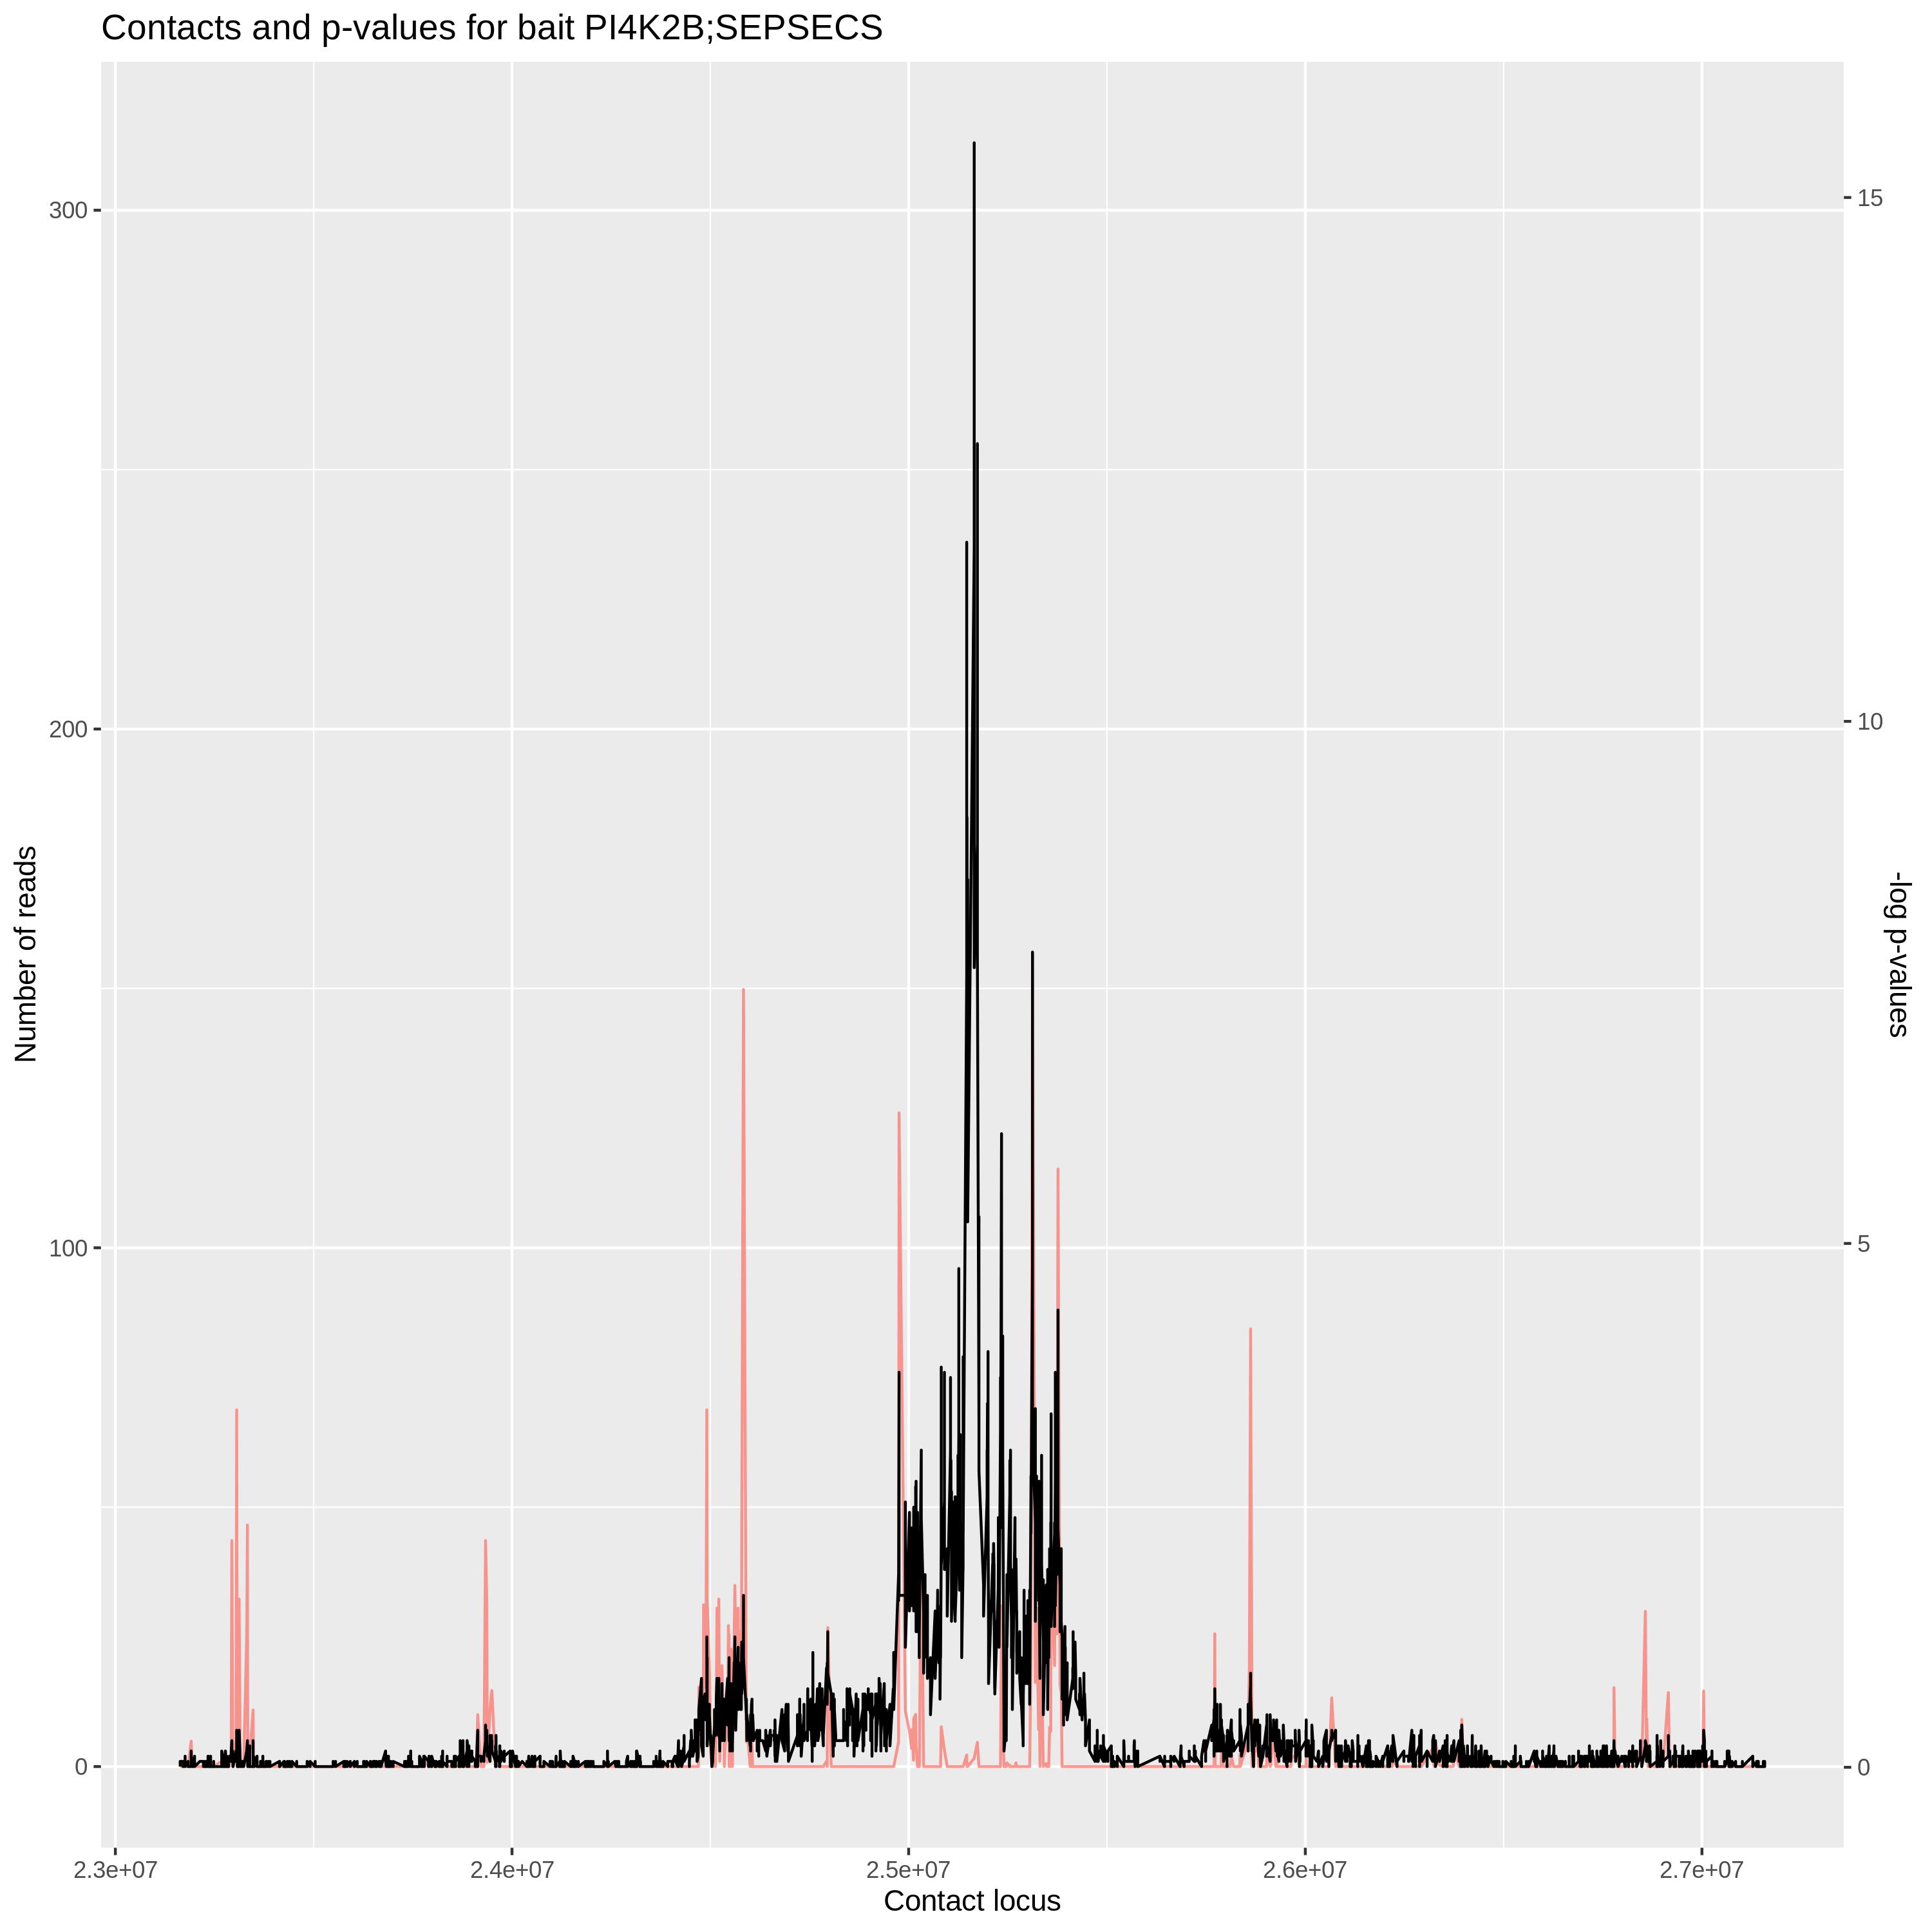 Contacts and p-values for bait PI4K2B;SEPSECS
300
200
100
0
15
10
5
0
Number of reads
-log p-values
2.3e+07
2.4e+07
2.5e+07
2.6e+07
2.7e+07
Contact locus